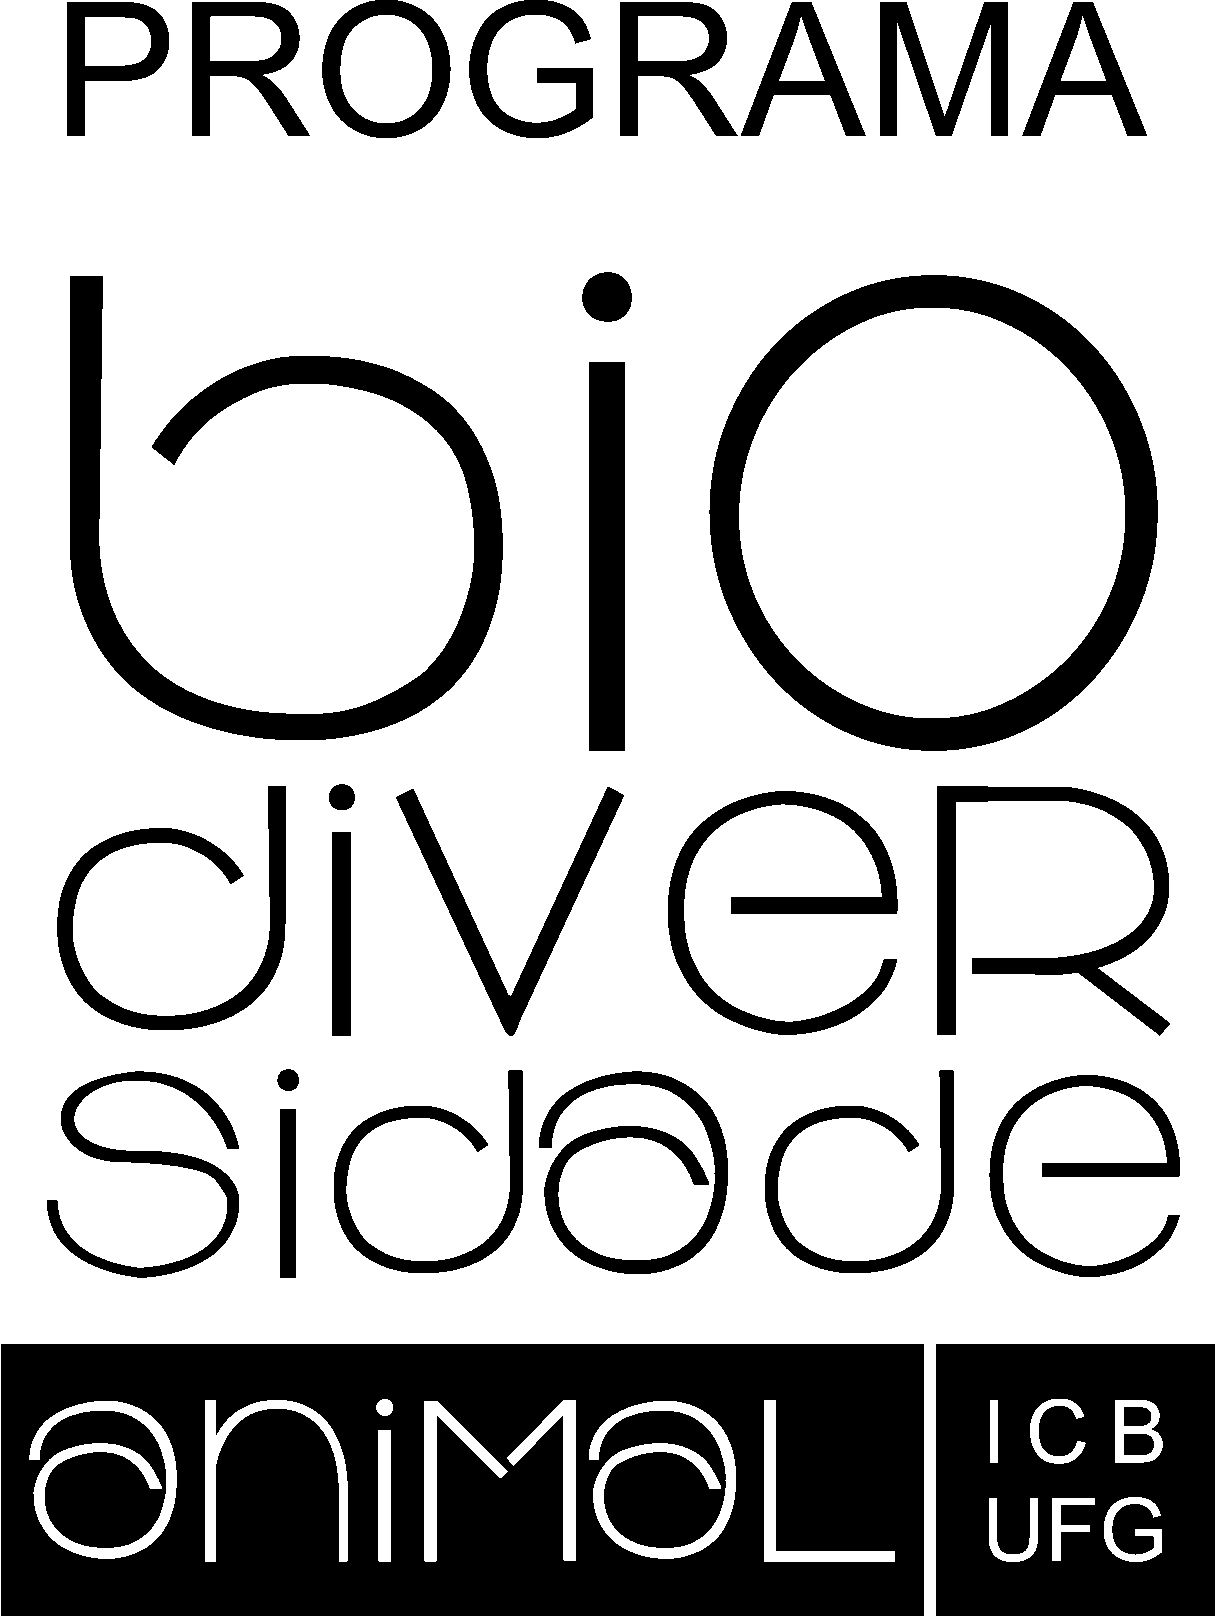 PROGRAMA
bio
diveR
sidade
aniMaL
ICB
UFG